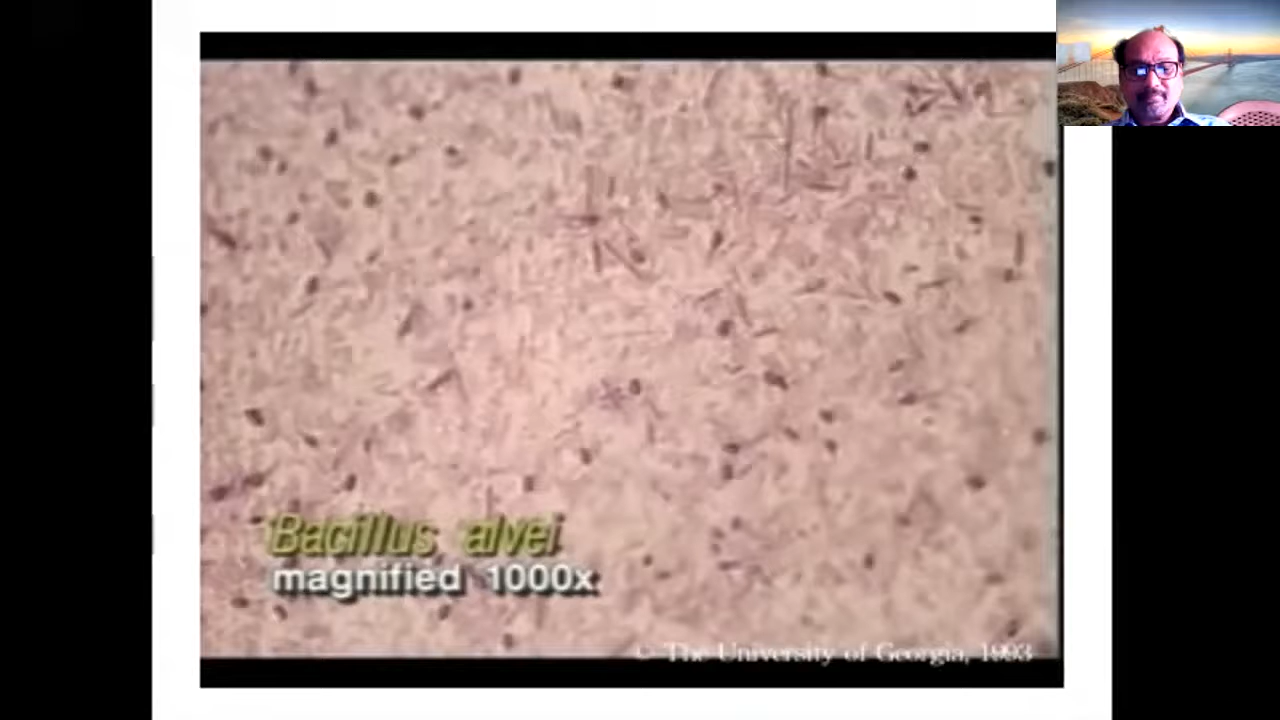 Bacillus alvei
magnified 1000x
© The University of Georgia, 1993